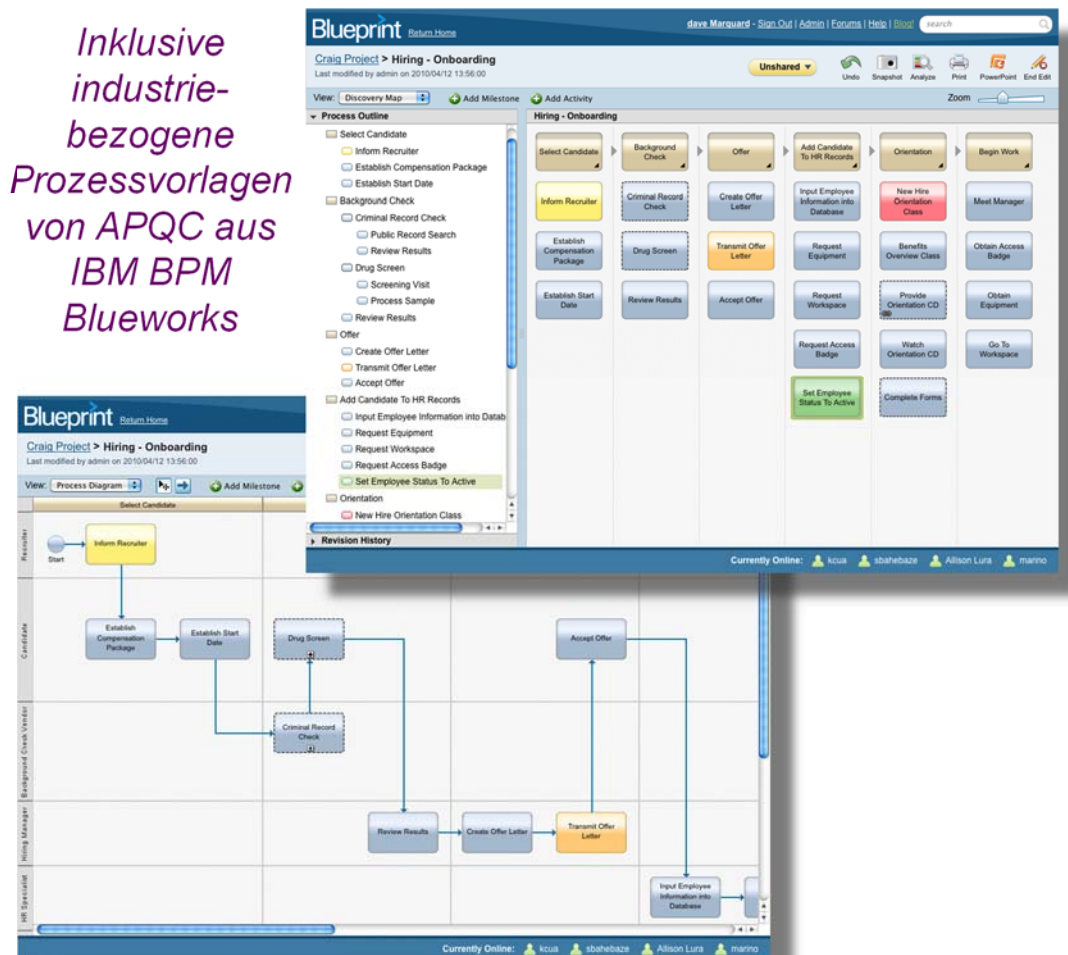 Inklusive
industrie-
bezogene
Prozessvorlagen
von APQC aus
IBM BPM
Blueworks
Blueprint Return Home
dave Marquard - Sign Out | Admin | Forums | Help | Blog! search
Craig Project > Hiring - Onboarding
Last modified by admin on 2010/04/12 13:56:00
Unshared
Undo Snapshot Analyze Print PowerPoint End Edit
View: Discovery Map Add Milestone Add Activity
Zoom
Process Outline
Select Candidate
Inform Recruiter
Establish Compensation Package
Establish Start Date
Background Check
Criminal Record Check
Public Record Search
Review Results
Drug Screen
Screening Visit
Process Sample
Review Results
Offer
Create Offer Letter
Transmit Offer Letter
Accept Offer
Add Candidate To HR Records
Input Employee Information into Datab
Request Equipment
Request Workspace
Request Access Badge
Set Employee Status To Active
Orientation
New Hire Orientation Class
Revision History
Hiring - Onboarding
Select Candidate
Background
Check
Offer
Add Candidate
To HR Records
Orientation
Begin Work
Inform Recruiter
Criminal Record
Check
Create Offer
Letter
Input Employee
Information into
Database
New Hire
Orientation
Class
Meet Manager
Establish
Compensation
Package
Drug Screen
Transmit Offer
Letter
Request
Equipment
Benefits
Overview Class
Obtain Access
Badge
Establish Start
Date
Review Results
Accept Offer
Request
Workspace
Provide
Orientation CD
Obtain
Equipment
Request Access
Badge
Watch
Orientation CD
Go To
Workspace
Set Employee
Status To Active
Complete Forms
Currently Online: kcua sbahebaze Allison Lura marino
Blueprint Return Home
Craig Project > Hiring - Onboarding
Last modified by admin on 2010/04/12 13:56:00
View: Process Diagram Add Milestone
Select Candidate
Recruiter
Start
Inform Recruiter
Candidate
Establish
Compensation
Package
Establish Start
Date
Drug Screen
Accept Offer
Background Check Vendor
Criminal Record
Check
Hiring Manager
Review Results
Create Offer Letter
Transmit Offer
Letter
HR Specialist
Input Employee
Information into
Database
Currently Online: kcua sbahebaze Allison Lura marino